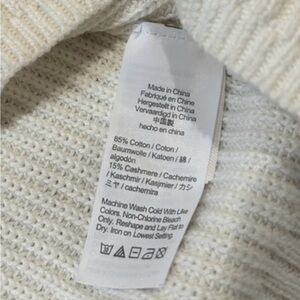 Made in China
Fabriqué en Chine
Hergestellt in China
Vervaardigd in China
中国製
hecho en china
85% Cotton / Coton /
Baumwolle / Katoen / 綿 /
algodón
15% Cashmere / Cachemire
/ Kaschmir / Kasjmier / カシ
ミヤ / cachemira
Machine Wash Cold With Like
Colors. Non-Chlorine Bleach
Only. Reshape and Lay Flat to
Dry. Iron on Lowest Setting.